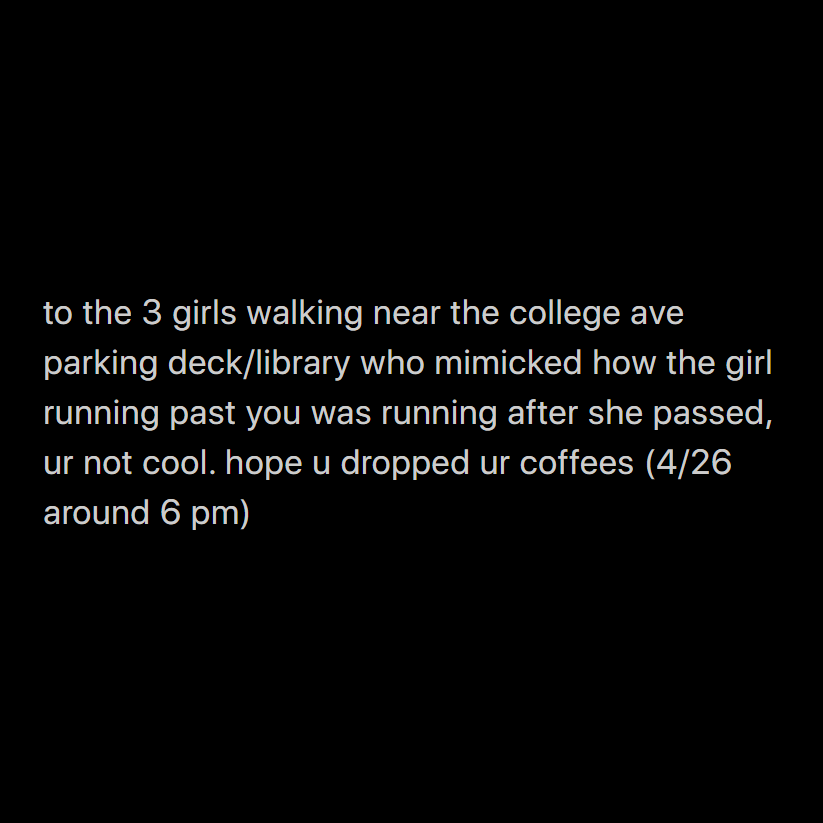 to the 3 girls walking near the college ave
parking deck/library who mimicked how the girl
running past you was running after she passed,
ur not cool. hope u dropped ur coffees (4/26
around 6 pm)